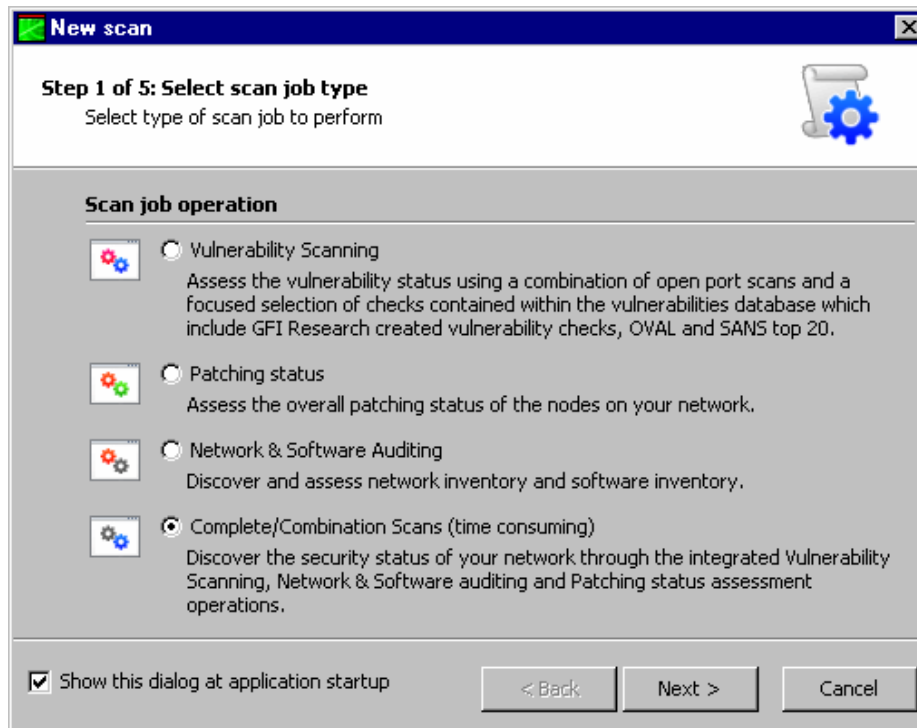 New scan
Step 1 of 5: Select scan job type
Select type of scan job to perform
Scan job operation
Vulnerability Scanning
Assess the vulnerability status using a combination of open port scans and a
focused selection of checks contained within the vulnerabilities database which
include GFI Research created vulnerability checks, OVAL and SANS top 20.
Patching status
Assess the overall patching status of the nodes on your network.
Network & Software Auditing
Discover and assess network inventory and software inventory.
Complete/Combination Scans (time consuming)
Discover the security status of your network through the integrated Vulnerability
Scanning, Network & Software auditing and Patching status assessment
operations.
Show this dialog at application startup
< Back
Next >
Cancel